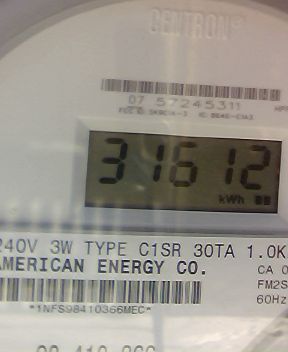 CENTRON®
07 57245311
31612
kWh
240V 3W TYPE C1SR 30TA 1.0K
AMERICAN ENERGY CO.
CA 0
FM2S
60Hz
*1NFS98410366MEC*